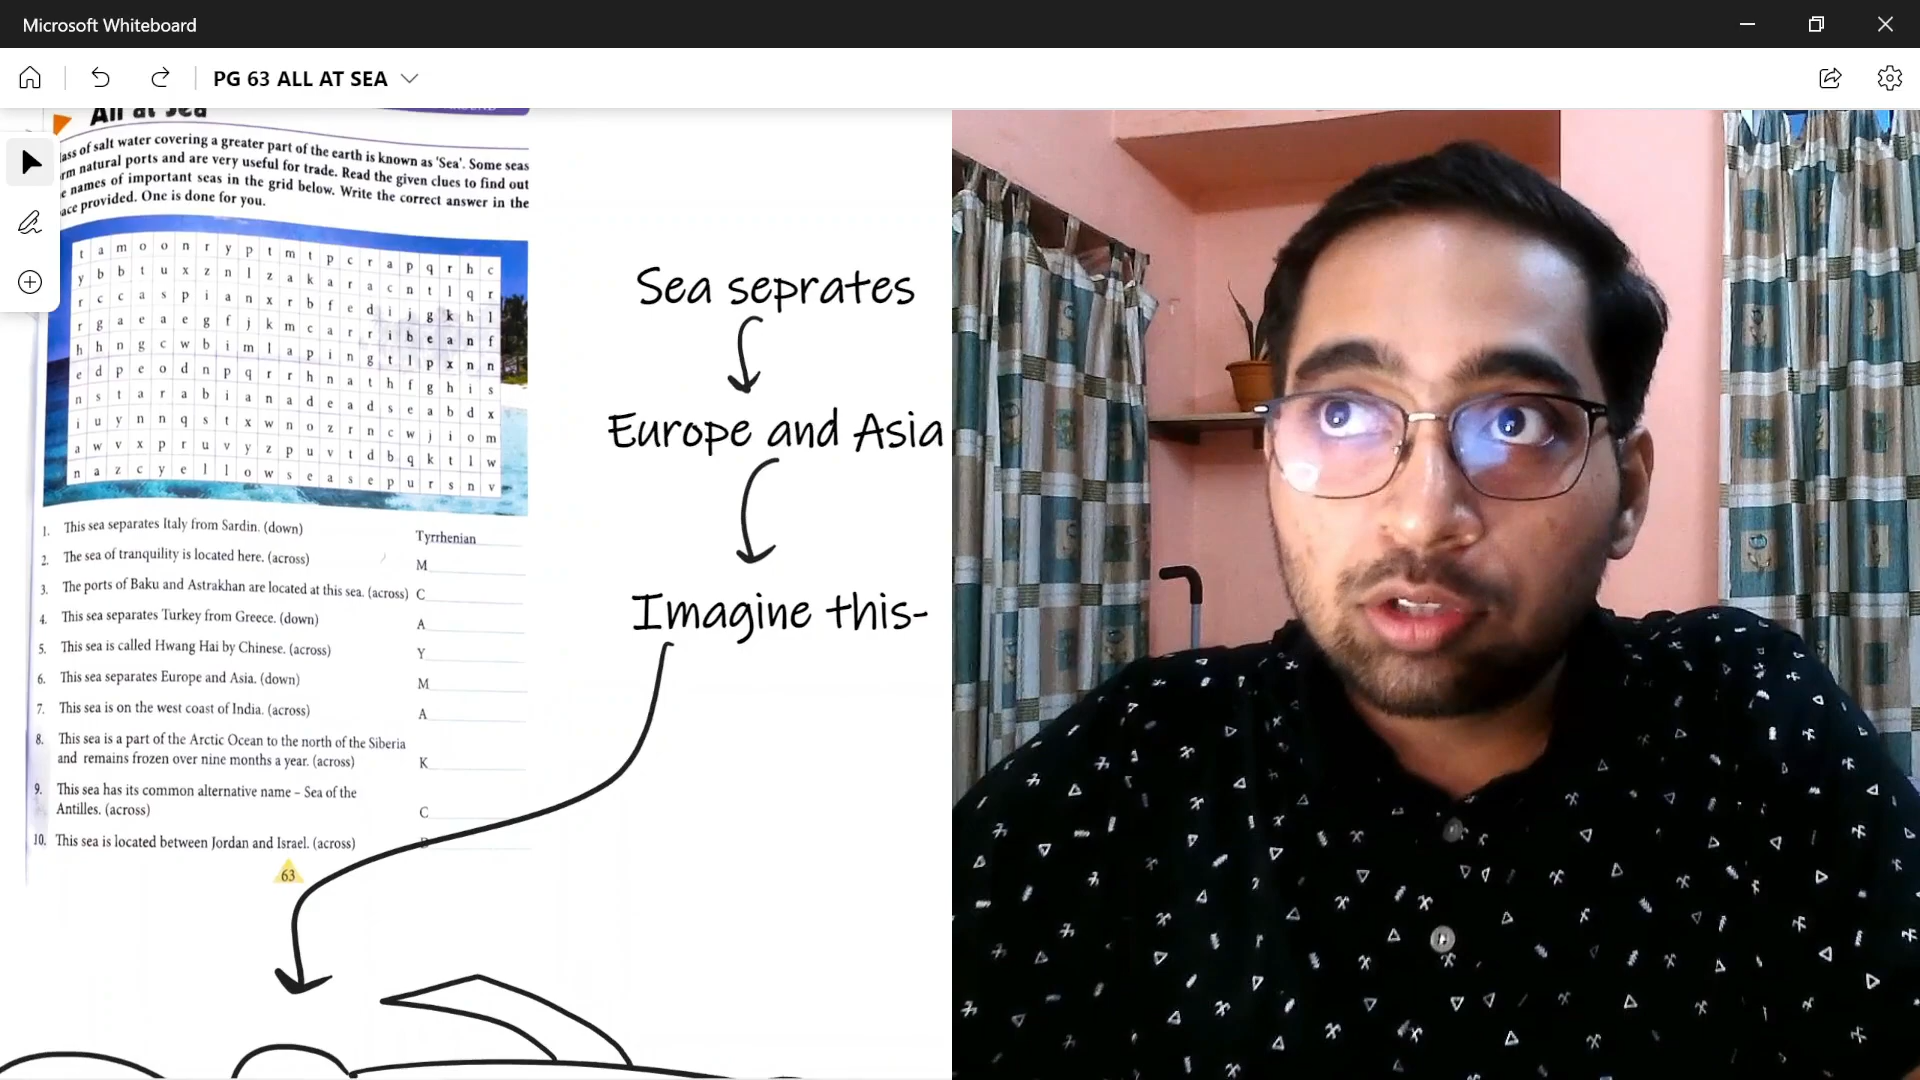 Microsoft Whiteboard
PG 63 ALL AT SEA
All at Sea
ass of salt water covering a greater part of the earth is known as 'Sea'. Some seas
rm natural ports and are very useful for trade. Read the given clues to find out
e names of important seas in the grid below. Write the correct answer in the
ace provided. One is done for you.
t a m o o n r y p t m t p c r a p q r h c
y b b t u x z n l z a k a r a c n t l q r
r c c a s p i a n x r b f e d i j g k h l
r g a e a e g f j k m c a r r i b e a n f
h h n g c w b i m l a p i n g t l p x n n
e d p e o d n p q r r h n a t h f g h i s
n s t a r a b i a n a d e a d s e a b d x
i u y n n q s t x w n o z r n c w j i o m
a w v x p r u v y z p u v t d b q k t l w
n a z c y e l l o w s e a s e p u r s n v
1. This sea separates Italy from Sardin. (down) Tyrrhenian
2. The sea of tranquility is located here. (across) M
3. The ports of Baku and Astrakhan are located at this sea. (across) C
4. This sea separates Turkey from Greece. (down) A
5. This sea is called Hwang Hai by Chinese. (across) Y
6. This sea separates Europe and Asia. (down) M
7. This sea is on the west coast of India. (across) A
8. This sea is a part of the Arctic Ocean to the north of the Siberia
and remains frozen over nine months a year. (across) K
9. This sea has its common alternative name – Sea of the
Antilles. (across) C
10. This sea is located between Jordan and Israel. (across) D
63
Sea seprates
Europe and Asia
Imagine this-